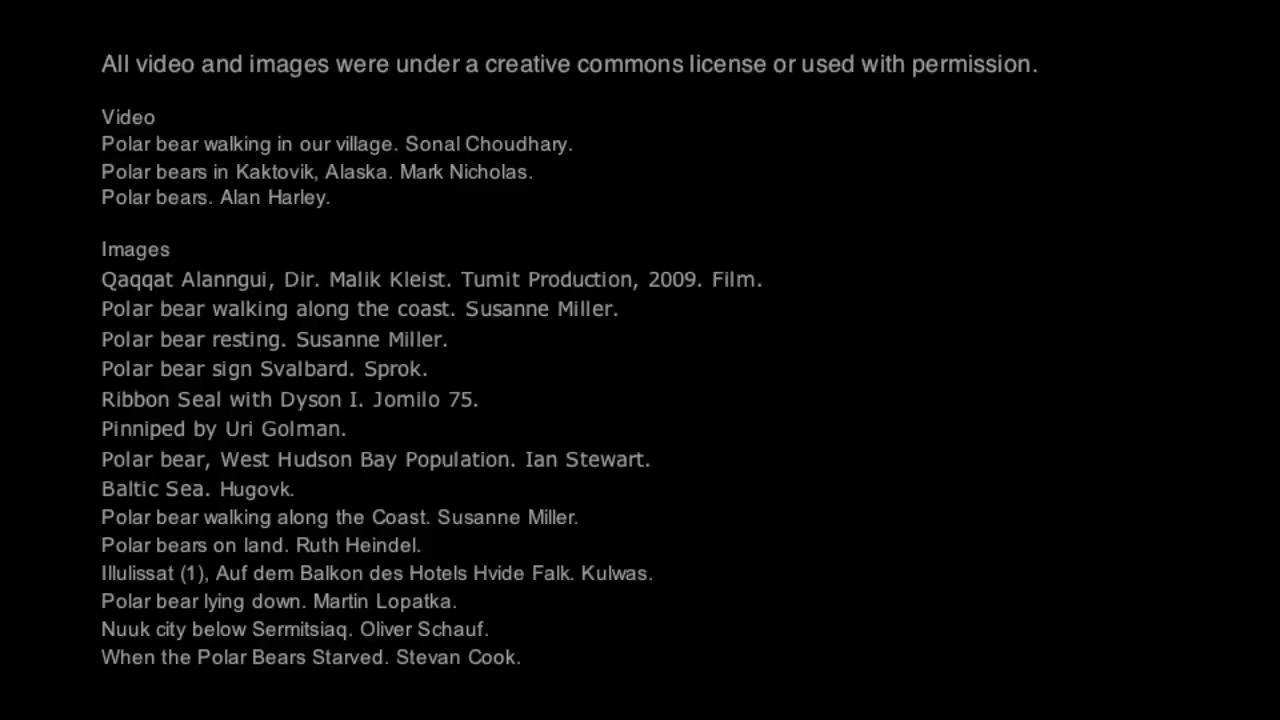 All video and images were under a creative commons license or used with permission.
Video
Polar bear walking in our village. Sonal Choudhary.
Polar bears in Kaktovik, Alaska. Mark Nicholas.
Polar bears. Alan Harley.
Images
Qaqqat Alanngui, Dir. Malik Kleist. Tumit Production, 2009. Film.
Polar bear walking along the coast. Susanne Miller.
Polar bear resting. Susanne Miller.
Polar bear sign Svalbard. Sprok.
Ribbon Seal with Dyson I. Jomilo 75.
Pinniped by Uri Golman.
Polar bear, West Hudson Bay Population. Ian Stewart.
Baltic Sea. Hugovk.
Polar bear walking along the Coast. Susanne Miller.
Polar bears on land. Ruth Heindel.
Illulissat (1), Auf dem Balkon des Hotels Hvide Falk. Kulwas.
Polar bear lying down. Martin Lopatka.
Nuuk city below Sermitsiaq. Oliver Schauf.
When the Polar Bears Starved. Stevan Cook.